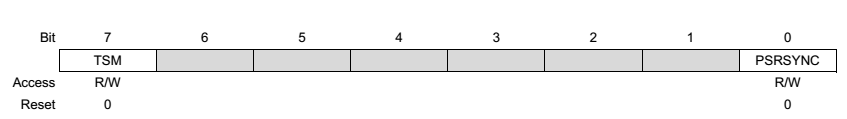 Bit 7 6 5 4 3 2 1 0
TSM PSRSYNC
Access R/W R/W
Reset 0 0